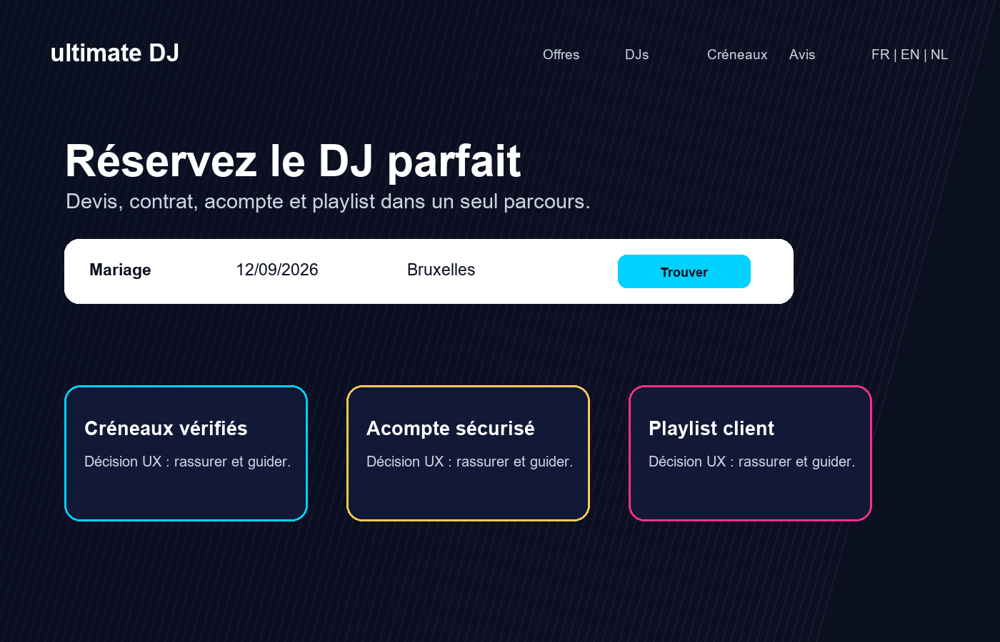 ultimate DJ
Offres DJs Créneaux Avis FR | EN | NL
Réservez le DJ parfait
Devis, contrat, acompte et playlist dans un seul parcours.
Mariage 12/09/2026 Bruxelles Trouver
Créneaux vérifiés
Décision UX : rassurer et guider.
Acompte sécurisé
Décision UX : rassurer et guider.
Playlist client
Décision UX : rassurer et guider.